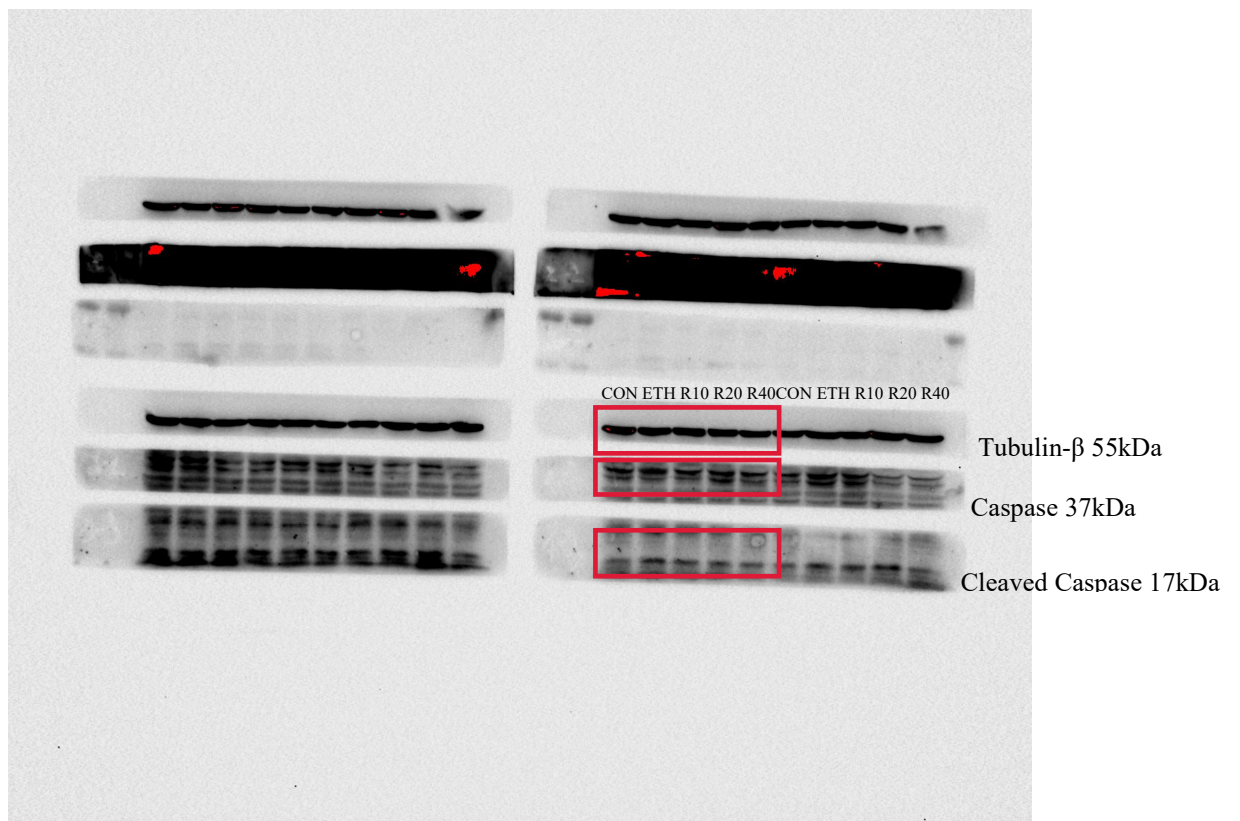 CON ETH R10 R20 R40CON ETH R10 R20 R40
Tubulin-β 55kDa
Caspase 37kDa
Cleaved Caspase 17kDa